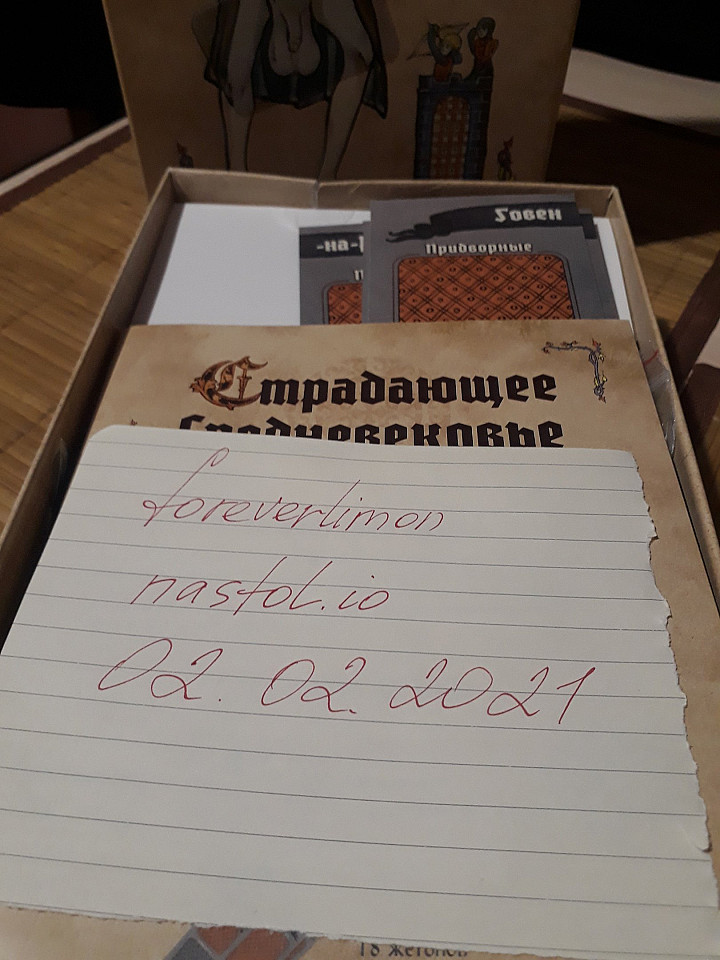 Говен
-на-
Придворные
Страдающее
Средневековье
foreverlimon
nastol.io
02.02.2021
18 жетонов